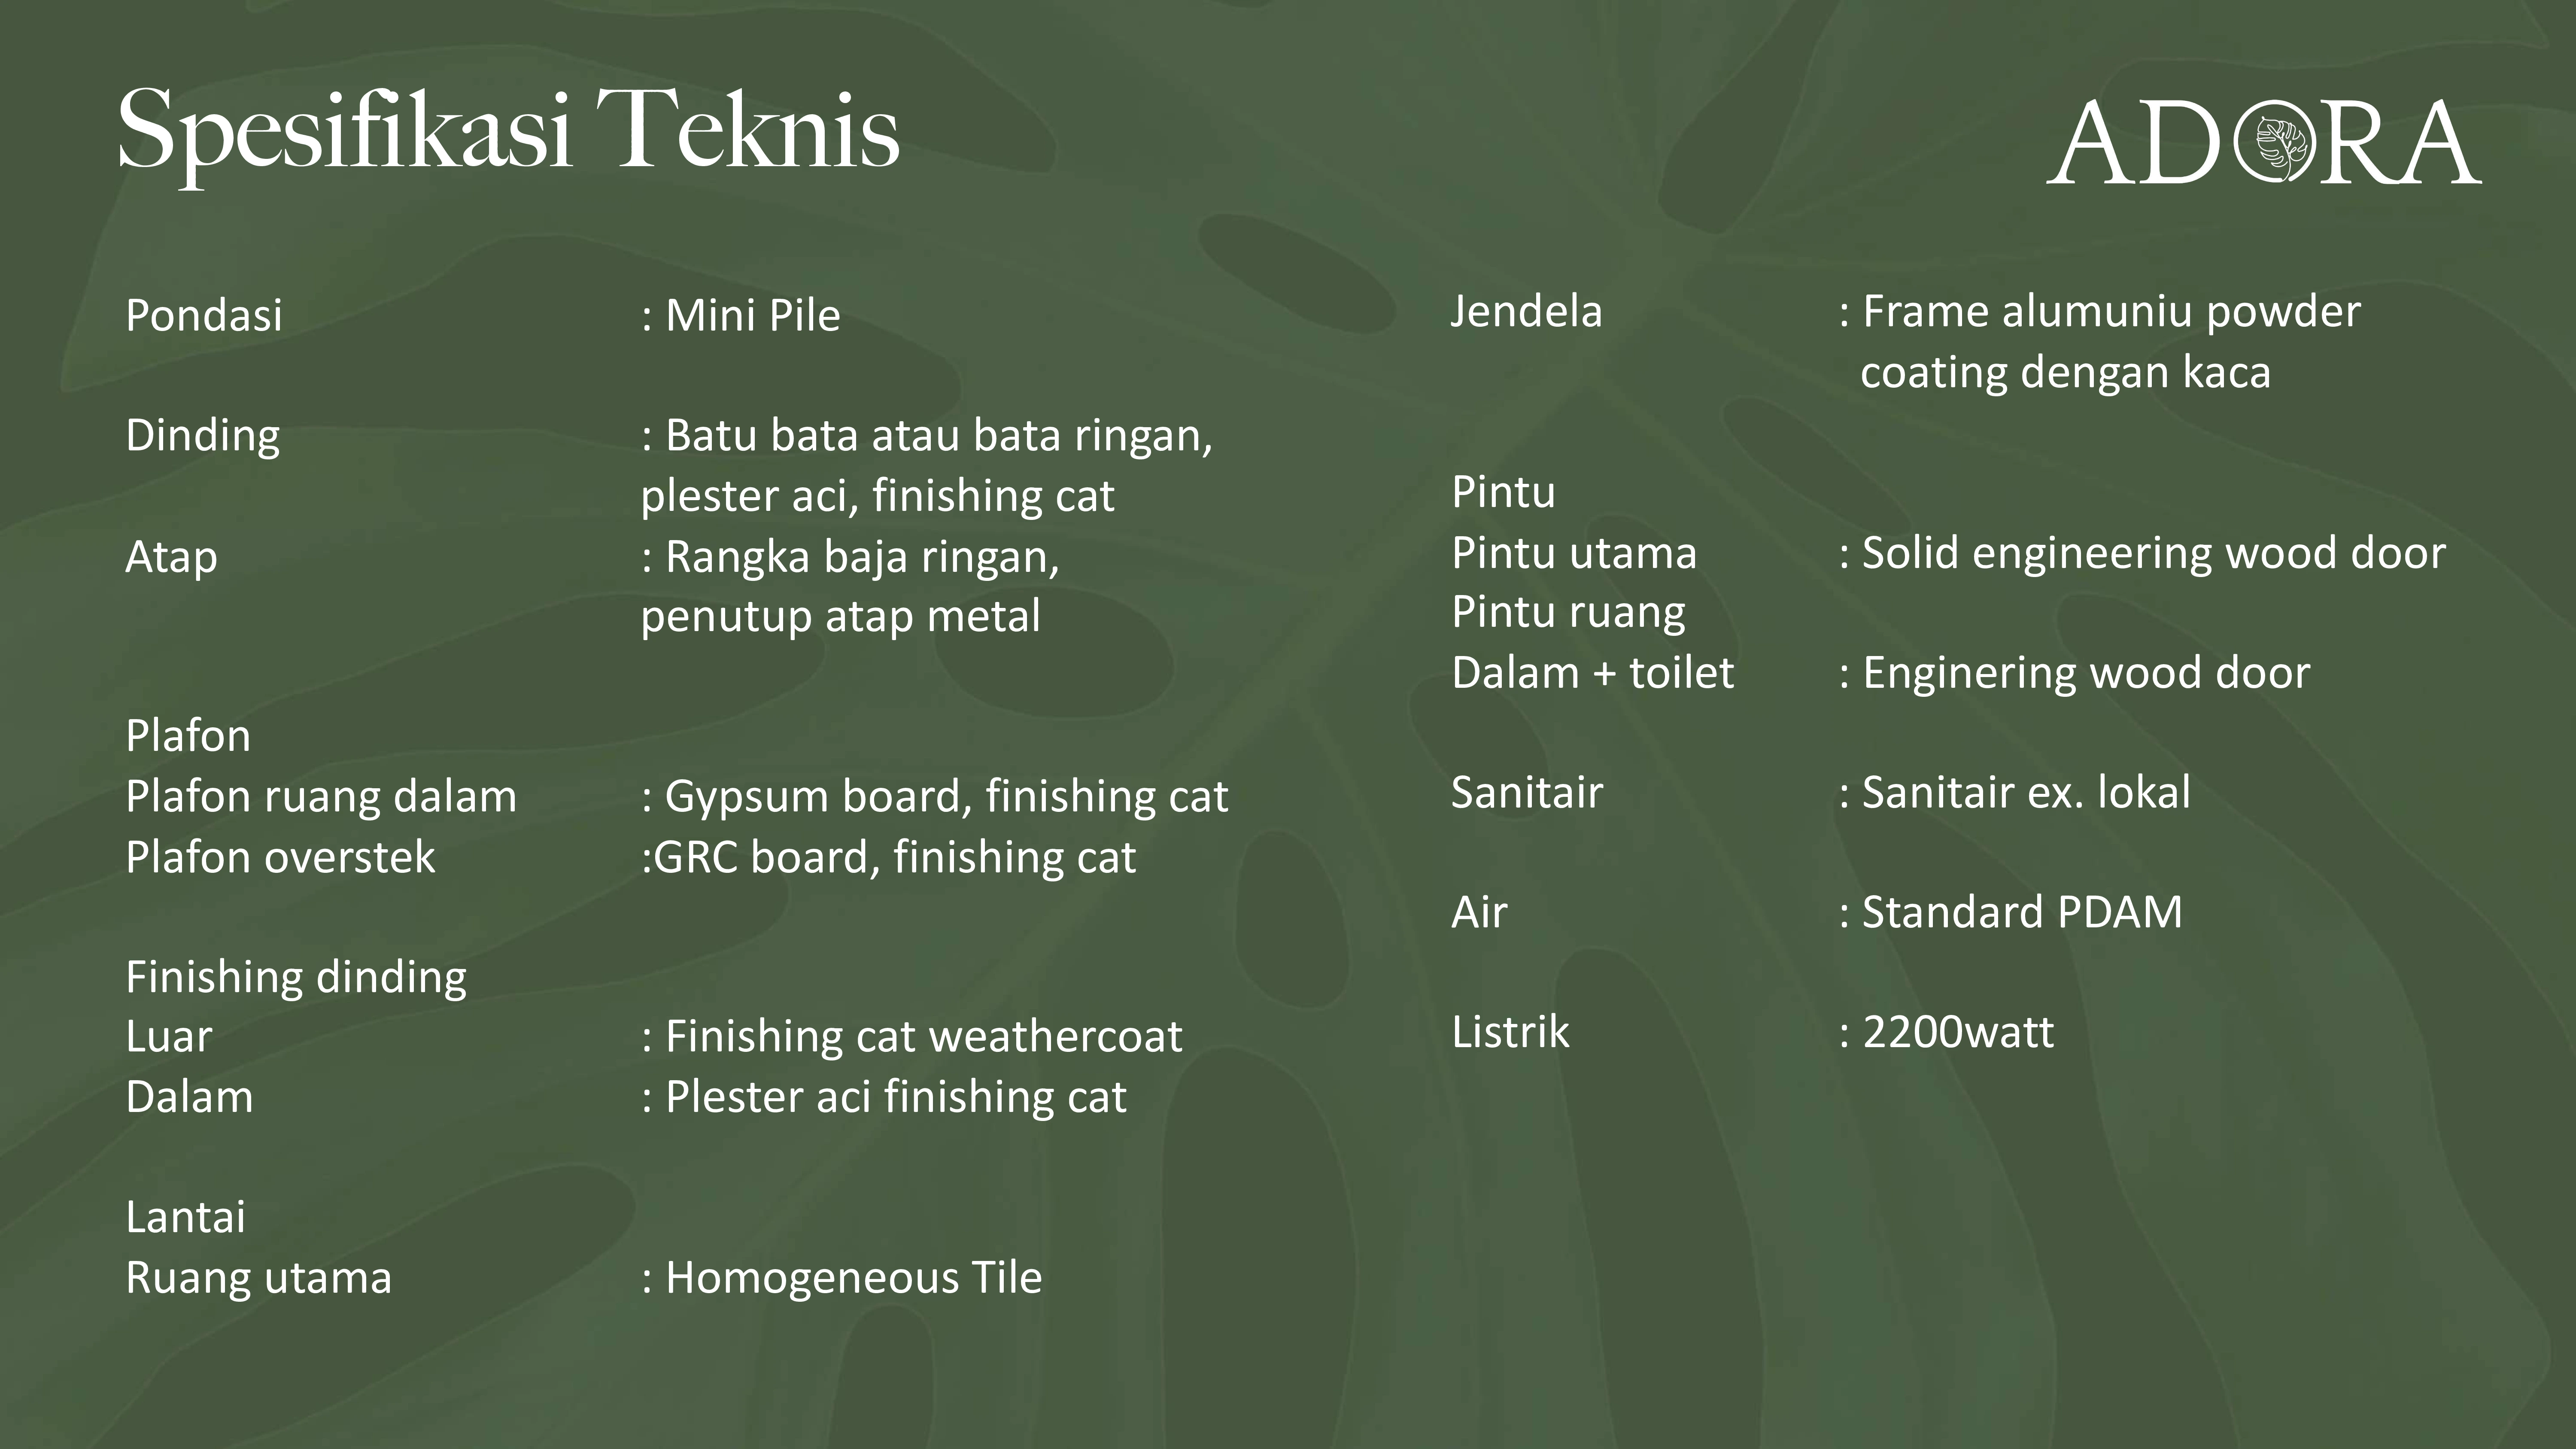 Spesifikasi Teknis
ADORA
Pondasi : Mini Pile
Dinding : Batu bata atau bata ringan,
plester aci, finishing cat
Atap : Rangka baja ringan,
penutup atap metal
Plafon
Plafon ruang dalam : Gypsum board, finishing cat
Plafon overstek :GRC board, finishing cat
Finishing dinding
Luar : Finishing cat weathercoat
Dalam : Plester aci finishing cat
Lantai
Ruang utama : Homogeneous Tile
Jendela : Frame alumuniu powder
coating dengan kaca
Pintu
Pintu utama : Solid engineering wood door
Pintu ruang
Dalam + toilet : Enginering wood door
Sanitair : Sanitair ex. lokal
Air : Standard PDAM
Listrik : 2200watt